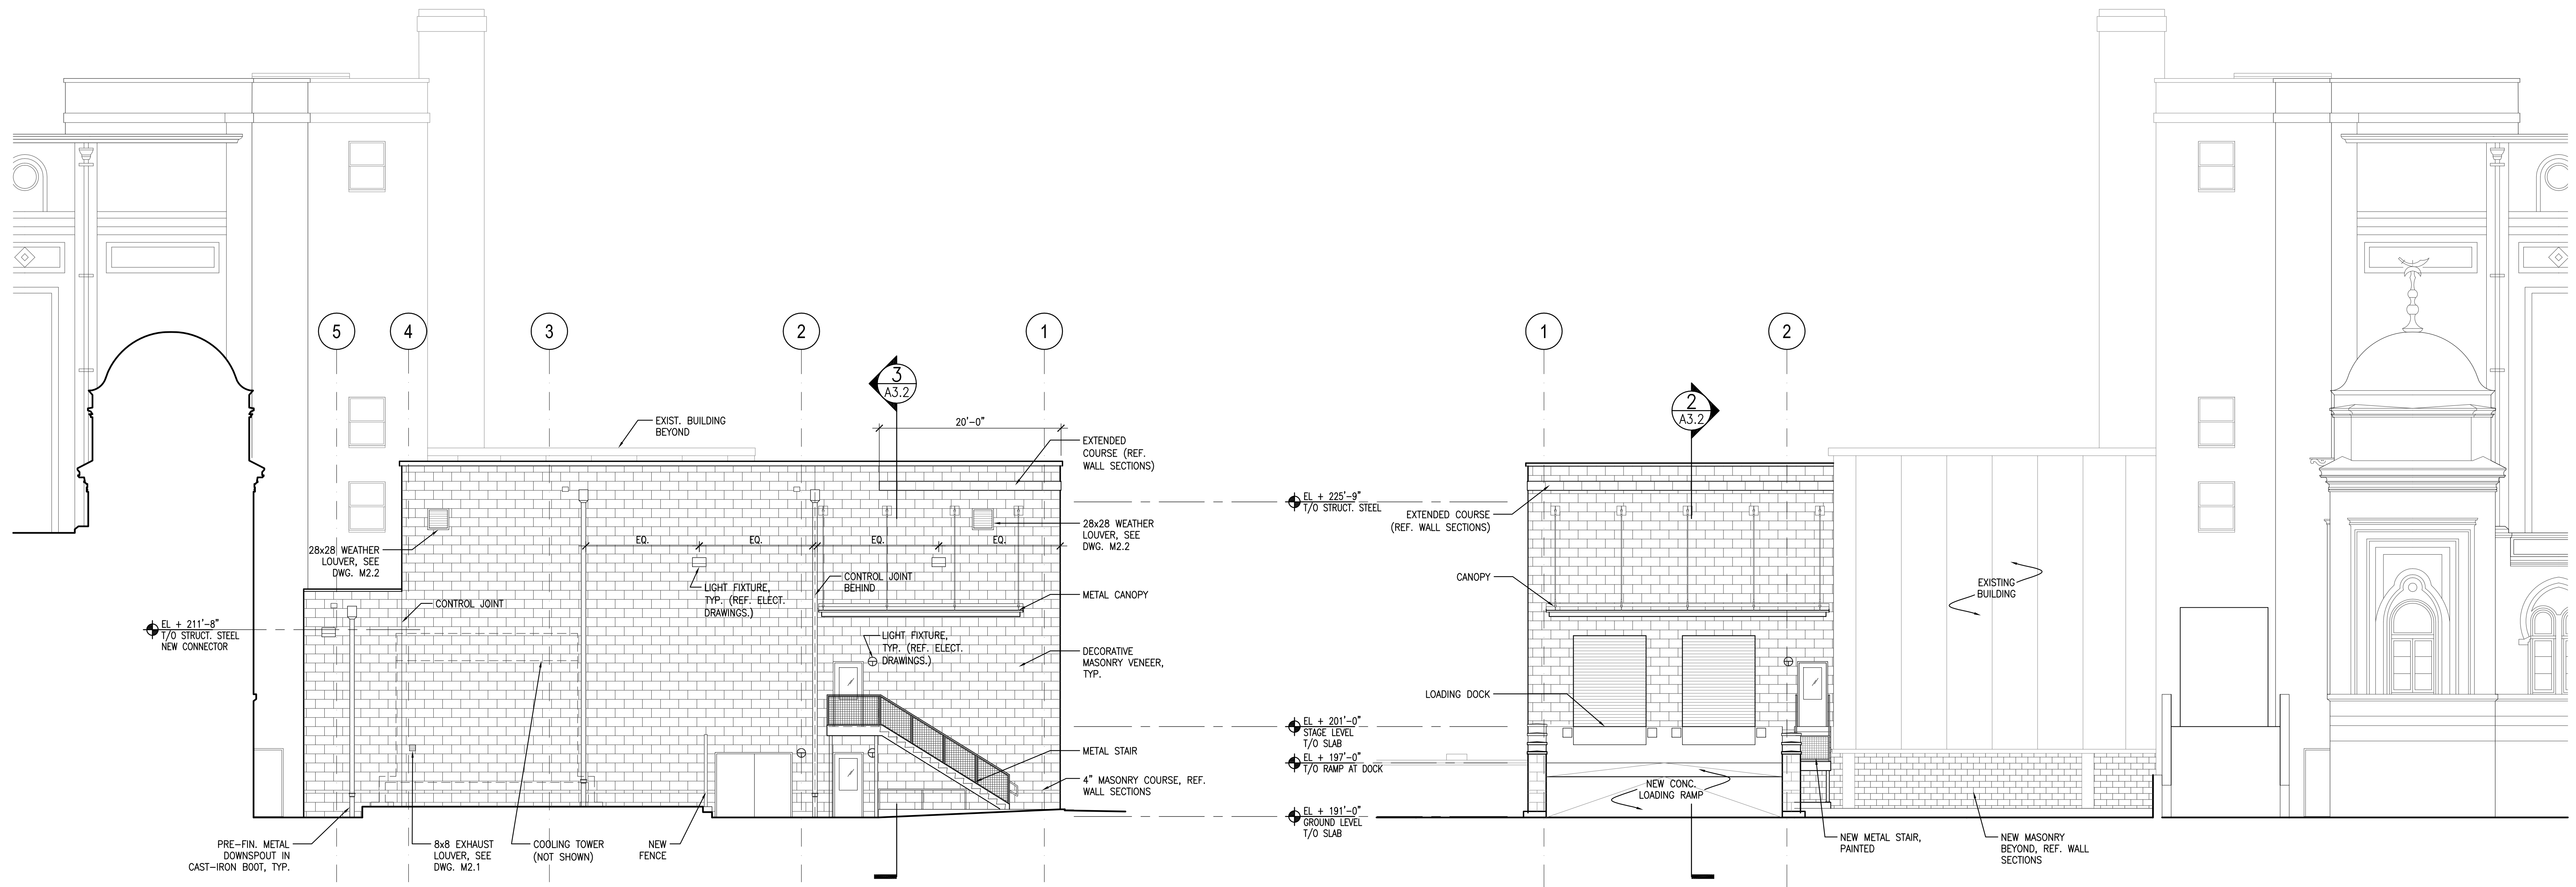 5
4
3
2
1
3
A3.2
EXIST. BUILDING
BEYOND
20'-0"
EXTENDED
COURSE (REF.
WALL SECTIONS)
28x28 WEATHER
LOUVER, SEE
DWG. M2.2
EQ.
EQ.
EQ.
EQ.
28x28 WEATHER
LOUVER, SEE
DWG. M2.2
LIGHT FIXTURE,
TYP. (REF. ELECT.
DRAWINGS.)
CONTROL JOINT
BEHIND
METAL CANOPY
CONTROL JOINT
EL + 211'-8"
T/O STRUCT. STEEL
NEW CONNECTOR
LIGHT FIXTURE,
TYP. (REF. ELECT.
DRAWINGS.)
DECORATIVE
MASONRY VENEER,
TYP.
METAL STAIR
4" MASONRY COURSE, REF.
WALL SECTIONS
PRE-FIN. METAL
DOWNSPOUT IN
CAST-IRON BOOT, TYP.
8x8 EXHAUST
LOUVER, SEE
DWG. M2.1
COOLING TOWER
(NOT SHOWN)
NEW
FENCE
EL + 225'-9"
T/O STRUCT. STEEL
EL + 201'-0"
STAGE LEVEL
T/O SLAB
EL + 197'-0"
T/O RAMP AT DOCK
EL + 191'-0"
GROUND LEVEL
T/O SLAB
1
2
2
A3.2
EXTENDED COURSE
(REF. WALL SECTIONS)
CANOPY
EXISTING
BUILDING
LOADING DOCK
NEW CONC.
LOADING RAMP
NEW METAL STAIR,
PAINTED
NEW MASONRY
BEYOND, REF. WALL
SECTIONS